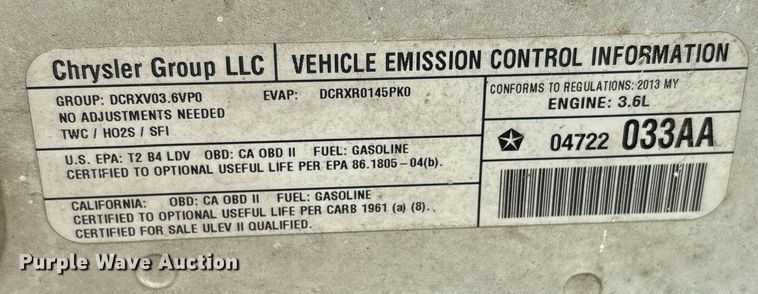 Chrysler Group LLC
VEHICLE EMISSION CONTROL INFORMATION
GROUP: DCRXV03.6VP0 EVAP: DCRXR0145PK0
NO ADJUSTMENTS NEEDED
TWC / HO2S / SFI
CONFORMS TO REGULATIONS: 2013 MY
ENGINE: 3.6L
04722 033AA
U.S. EPA: T2 B4 LDV OBD: CA OBD II FUEL: GASOLINE
CERTIFIED TO OPTIONAL USEFUL LIFE PER EPA 86.1805-04(b).
CALIFORNIA: OBD: CA OBD II FUEL: GASOLINE
CERTIFIED TO OPTIONAL USEFUL LIFE PER CARB 1961 (a) (8).
CERTIFIED FOR SALE ULEV II QUALIFIED.
Purple Wave Auction